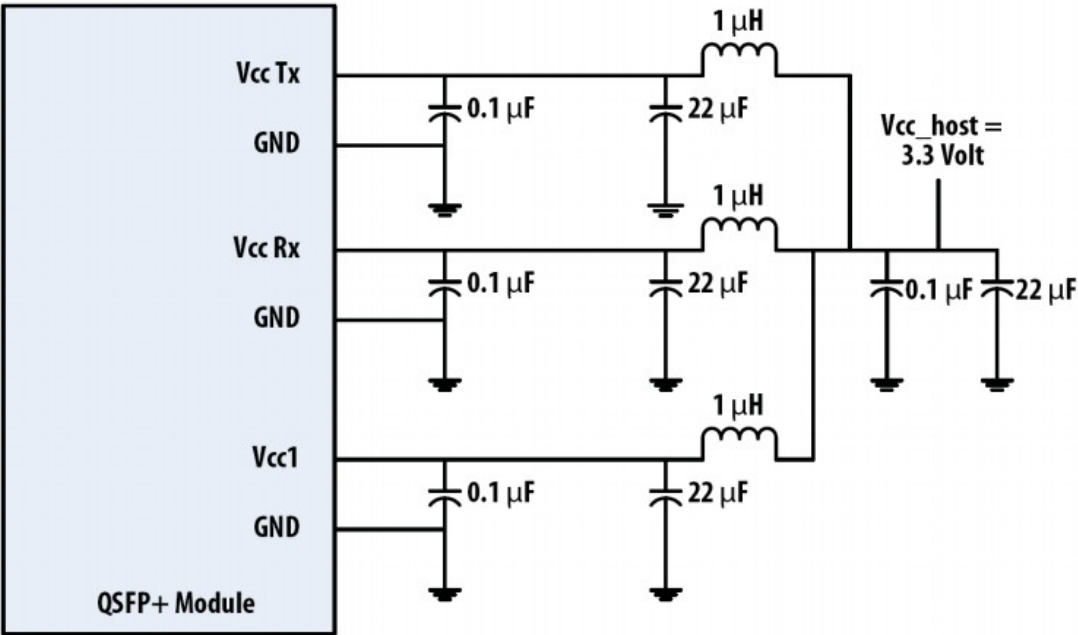 1 μH
Vcc Tx
0.1 μF
22 μF
GND
Vcc_host =
3.3 Volt
1 μH
Vcc Rx
0.1 μF
22 μF
0.1 μF
22 μF
GND
1 μH
Vcc1
0.1 μF
22 μF
GND
QSFP+ Module